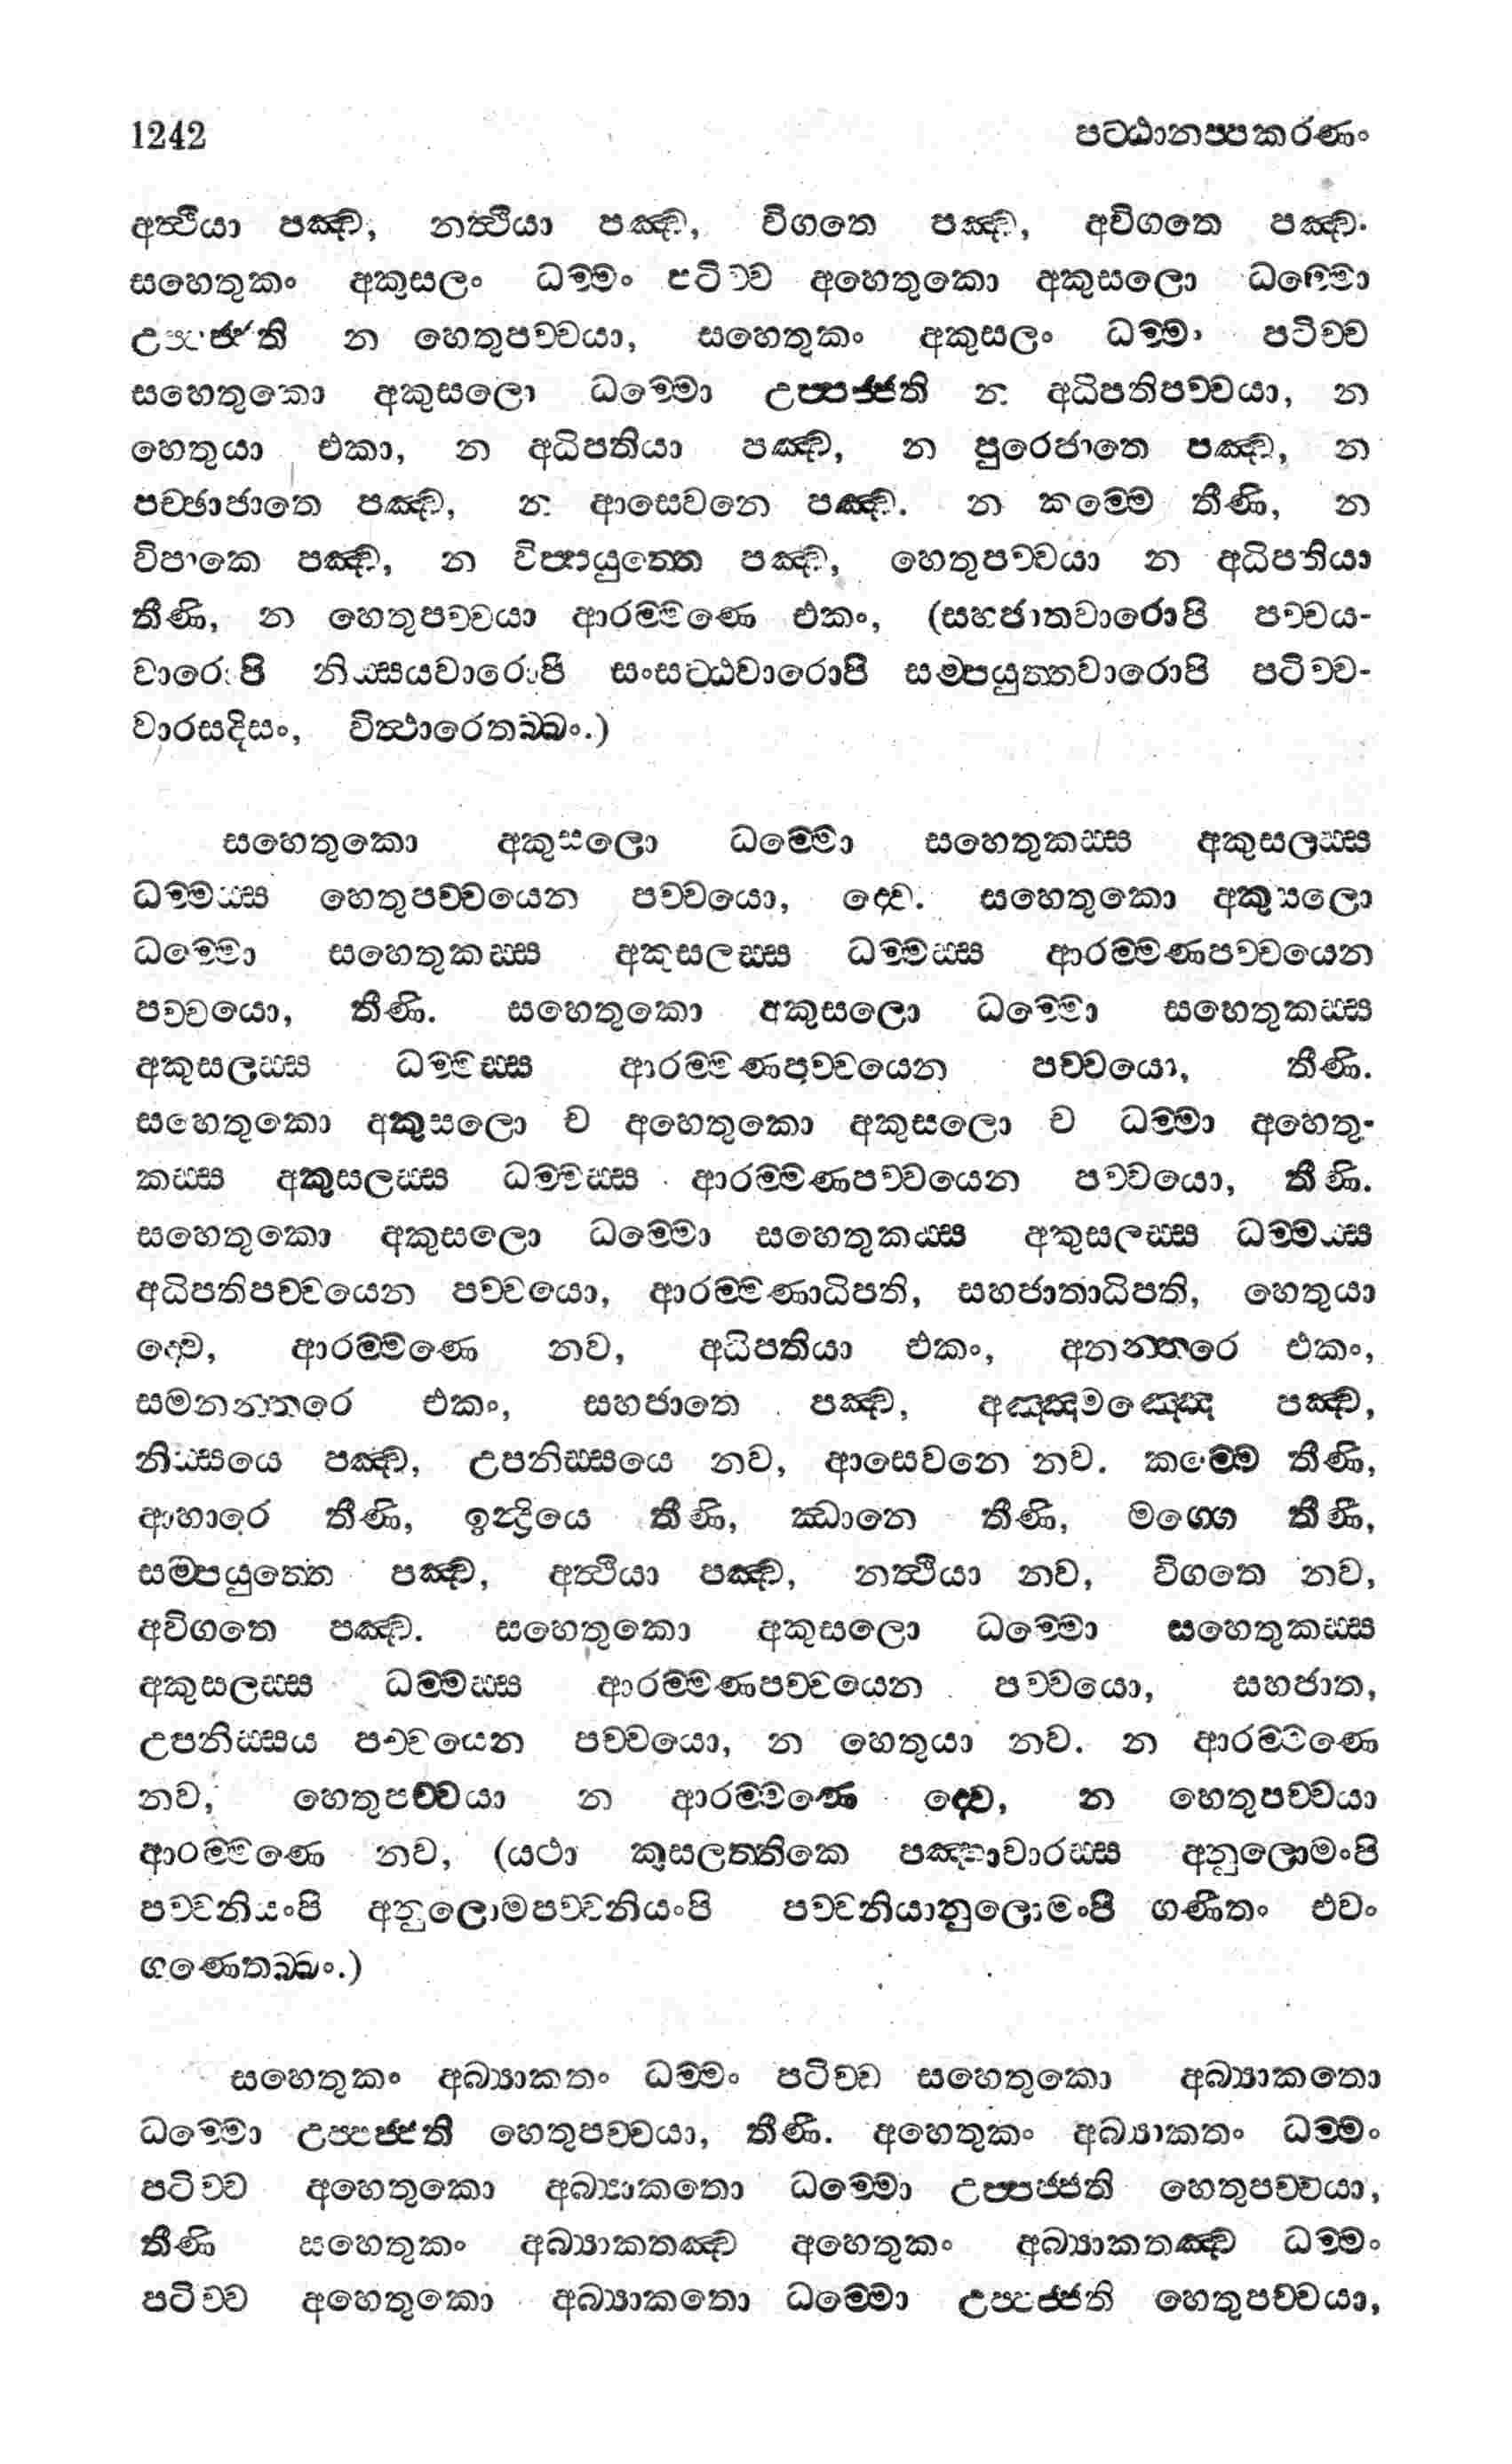 1242 පට්ඨානප්පකරණං
අත්ථියා පඤ්ච, නත්ථියා පඤ්ච, විගතෙ පඤ්ච, අවිගතෙ පඤ්ච.
සහෙතුකං අකුසලං ධම්මං පටිච්ච අහෙතුකො අකුසලො ධම්මො
උප්පජ්ජති න හෙතුපච්චයා, සහෙතුකං අකුසලං ධම්මං පටිච්ච
සහෙතුකො අකුසලො ධම්මො උප්පජ්ජති න අධිපතිපච්චයා, න
හෙතුයා එකා, න අධිපතියා පඤ්ච, න පුරෙජාතෙ පඤ්ච, න
පච්ඡාජාතෙ පඤ්ච, න ආසෙවනෙ පඤ්ච. න කම්මෙ තීණි, න
විපාකෙ පඤ්ච, න විප්පයුත්තෙ පඤ්ච, හෙතුපච්චයා න අධිපතියා
තීණි, න හෙතුපච්චයා ආරම්මණෙ එකං, (සහජාතවාරොපි පච්චය-
වාරොපි නිස්සයවාරොපි සංසට්ඨවාරොපි සම්පයුත්තවාරොපි පටිච්ච-
වාරසදිසං, විත්ථාරෙතබ්බං.)
සහෙතුකො අකුසලො ධම්මො සහෙතුකස්ස අකුසලස්ස
ධම්මස්ස හෙතුපච්චයෙන පච්චයො, ද්වෙ. සහෙතුකො අකුසලො
ධම්මො සහෙතුකස්ස අකුසලස්ස ධම්මස්ස ආරම්මණපච්චයෙන
පච්චයො, තීණි. සහෙතුකො අකුසලො ධම්මො සහෙතුකස්ස
අකුසලස්ස ධම්මස්ස ආරම්මණපච්චයෙන පච්චයො, තීණි.
සහෙතුකො අකුසලො ච අහෙතුකො අකුසලො ච ධම්මා අහෙතු-
කස්ස අකුසලස්ස ධම්මස්ස ආරම්මණපච්චයෙන පච්චයො, තීණි.
සහෙතුකො අකුසලො ධම්මො සහෙතුකස්ස අකුසලස්ස ධම්මස්ස
අධිපතිපච්චයෙන පච්චයො, ආරම්මණාධිපති, සහජාතාධිපති, හෙතුයා
ද්වෙ, ආරම්මණෙ නව, අධිපතියා එකං, අනන්තරෙ එකං,
සමනන්තරෙ එකං, සහජාතෙ පඤ්ච, අඤ්ඤමඤ්ඤෙ පඤ්ච,
නිස්සයෙ පඤ්ච, උපනිස්සයෙ නව, ආසෙවනෙ නව. කම්මෙ තීණි,
ආහාරෙ තීණි, ඉන්ද්‍රියෙ තීණි, ඣානෙ තීණි, මග්ගෙ තීණි,
සම්පයුත්තෙ පඤ්ච, අත්ථියා පඤ්ච, නත්ථියා නව, විගතෙ නව,
අවිගතෙ පඤ්ච. සහෙතුකො අකුසලො ධම්මො සහෙතුකස්ස
අකුසලස්ස ධම්මස්ස ආරම්මණපච්චයෙන පච්චයො, සහජාත,
උපනිස්සය පච්චයෙන පච්චයො, න හෙතුයා නව. න ආරම්මණෙ
නව, හෙතුපච්චයා න ආරම්මණෙ ද්වෙ, න හෙතුපච්චයා
ආරම්මණෙ නව, (යථා කුසලත්තිකෙ පඤ්හාවාරස්ස අනුලොමංපි
පච්චනියංපි අනුලොමපච්චනියංපි පච්චනියානුලොමංපි ගණිතං එවං
ගණෙතබ්බං.)
සහෙතුකං අබ්‍යාකතං ධම්මං පටිච්ච සහෙතුකො අබ්‍යාකතො
ධම්මො උප්පජ්ජති හෙතුපච්චයා, තීණි. අහෙතුකං අබ්‍යාකතං ධම්මං
පටිච්ච අහෙතුකො අබ්‍යාකතො ධම්මො උප්පජ්ජති හෙතුපච්චයා,
තීණි සහෙතුකං අබ්‍යාකතඤ්ච අහෙතුකං අබ්‍යාකතඤ්ච ධම්මං
පටිච්ච අහෙතුකො අබ්‍යාකතො ධම්මො උප්පජ්ජති හෙතුපච්චයා,